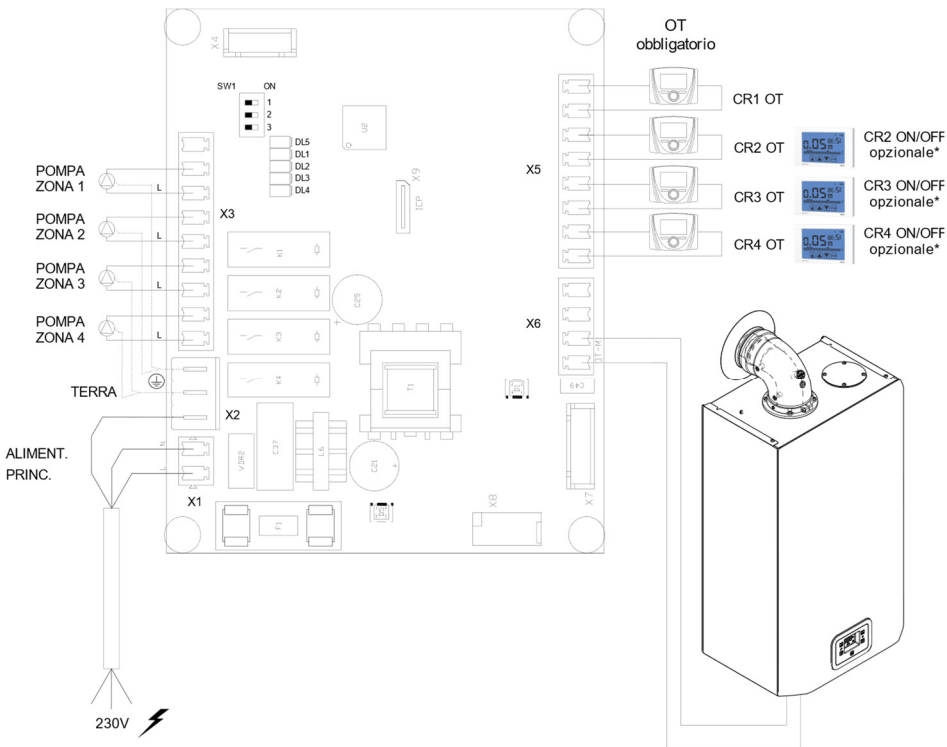 OT
obbligatorio
X4
SW1 ON
1
2
3
U2
DL5
DL1
DL2
DL3
DL4
X9
ICP
CR1 OT
CR2 OT
CR2 ON/OFF
opzionale*
X5
CR3 OT
CR3 ON/OFF
opzionale*
CR4 OT
CR4 ON/OFF
opzionale*
POMPA
ZONA 1
L
X3
POMPA
ZONA 2
L
POMPA
ZONA 3
L
POMPA
ZONA 4
L
K1
K2
K3
K4
C25
X6
OT-M
T1
C49
TERRA
X2
ALIMENT.
PRINC.
N
L
X1
VDR2
C37
L6
C21
F1
X8
X7
230V